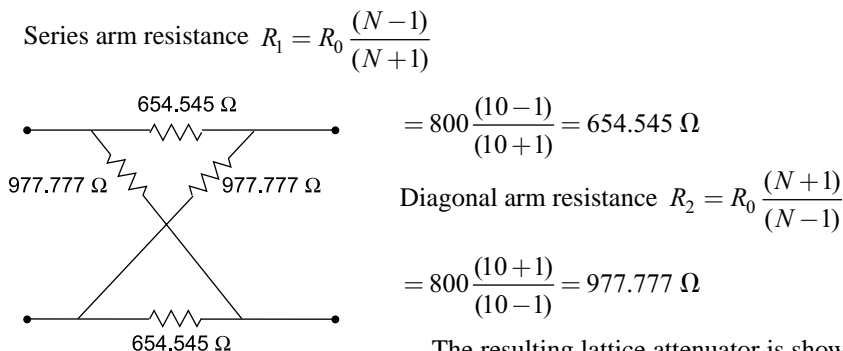 Series arm resistance R₁ = R₀ (N − 1)/(N + 1)
654.545 Ω
977.777 Ω
977.777 Ω
654.545 Ω
= 800 (10 − 1)/(10 + 1) = 654.545 Ω
Diagonal arm resistance R₂ = R₀ (N + 1)/(N − 1)
= 800 (10 + 1)/(10 − 1) = 977.777 Ω
The resulting lattice attenuator is show